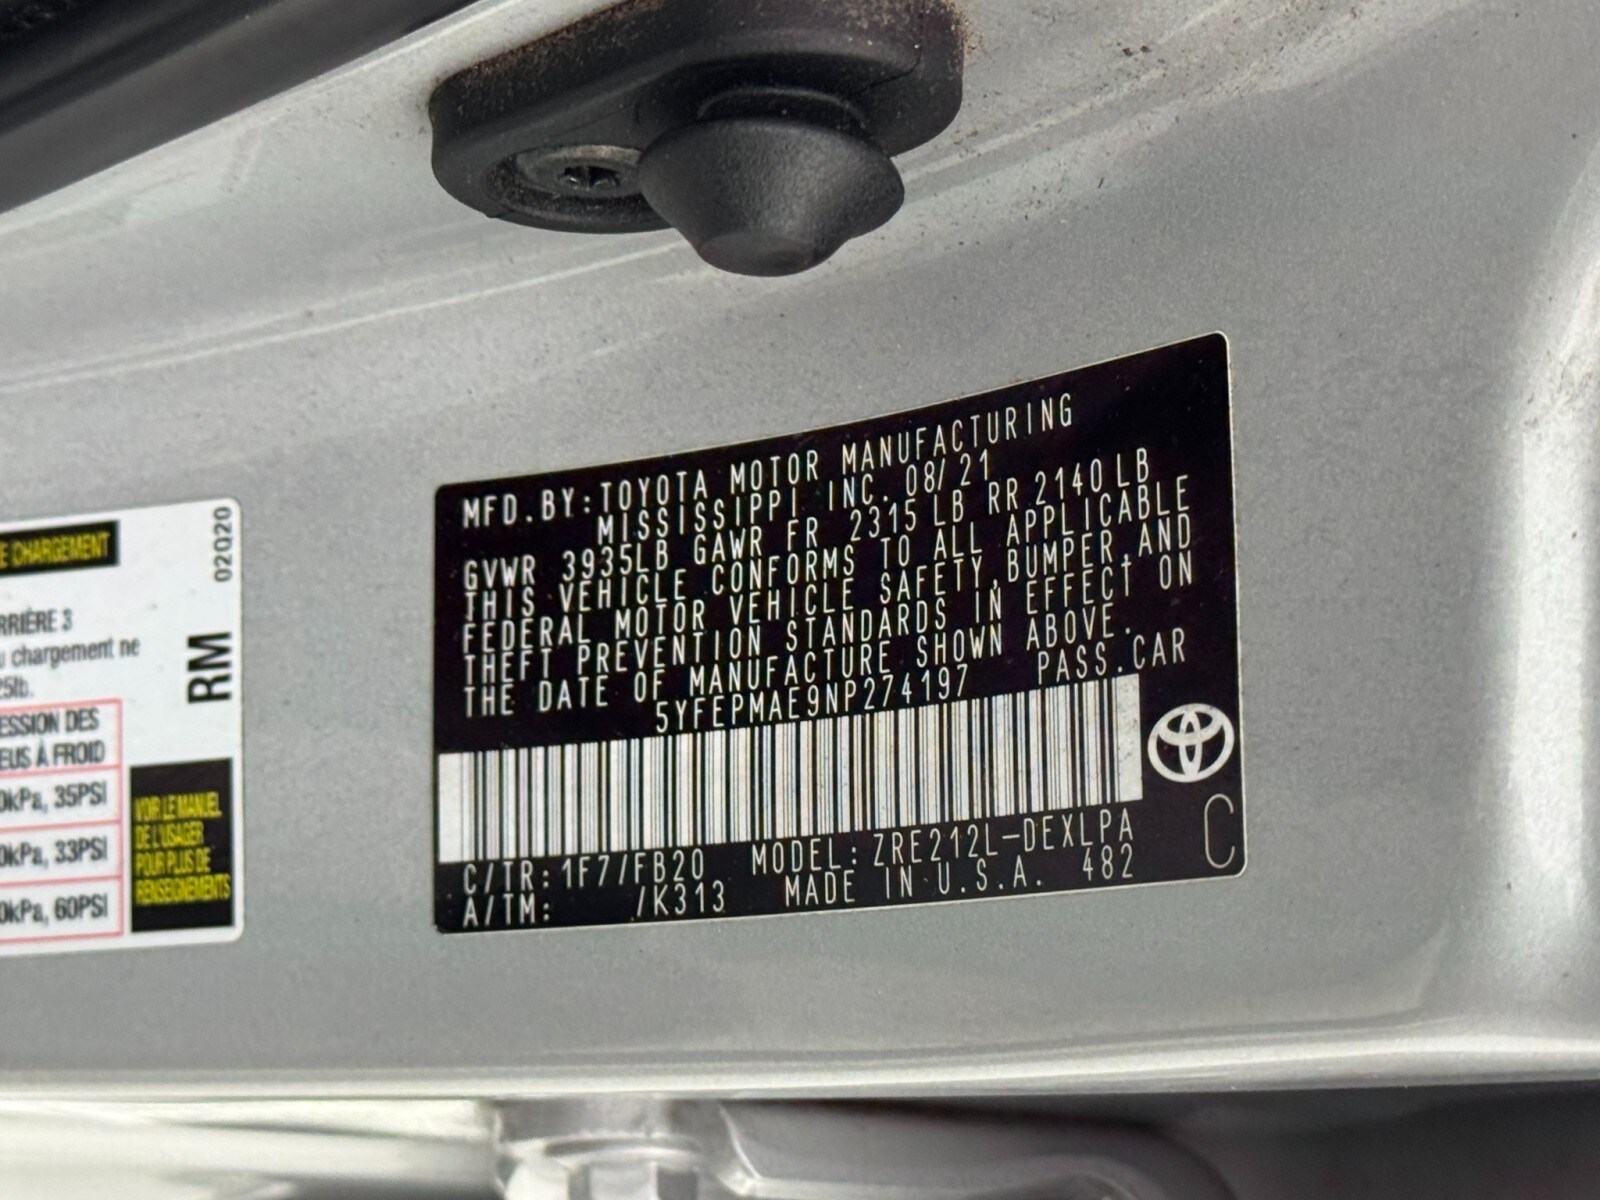 E CHARGEMENT
02020
RRIÈRE 3
u chargement ne
25lb.
RM
ESSION DES
EUS À FROID
0kPa, 35PSI
0kPa, 33PSI
0kPa, 60PSI
VOIR LE MANUEL
DE L'USAGER
POUR PLUS DE
RENSEIGNEMENTS
MFD. BY: TOYOTA MOTOR MANUFACTURING
MISSISSIPPI, INC. 08/21
GVWR 3935LB GAWR FR 2315 LB RR 2140 LB
THIS VEHICLE CONFORMS TO ALL APPLICABLE
FEDERAL MOTOR VEHICLE SAFETY, BUMPER, AND
THEFT PREVENTION STANDARDS IN EFFECT ON
THE DATE OF MANUFACTURE SHOWN ABOVE.
5YFEPMAE9NP274197 PASS. CAR
C/TR: 1F7/FB20 MODEL: ZRE212L-DEXLPA
A/TM: /K313 MADE IN U.S.A. 482
C